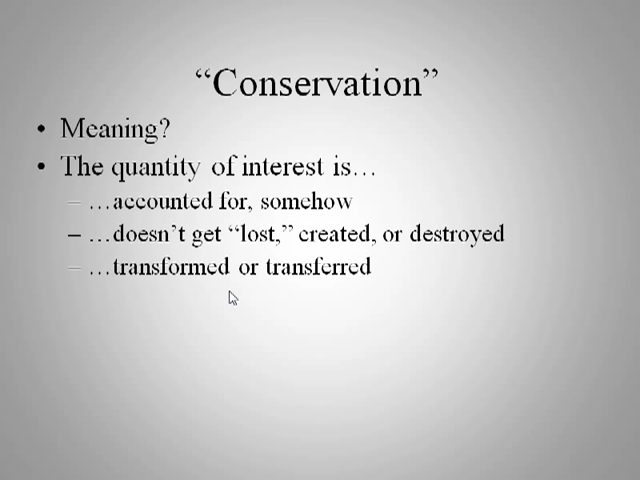 “Conservation”
• Meaning?
• The quantity of interest is…
– …accounted for, somehow
– …doesn’t get “lost,” created, or destroyed
– …transformed or transferred